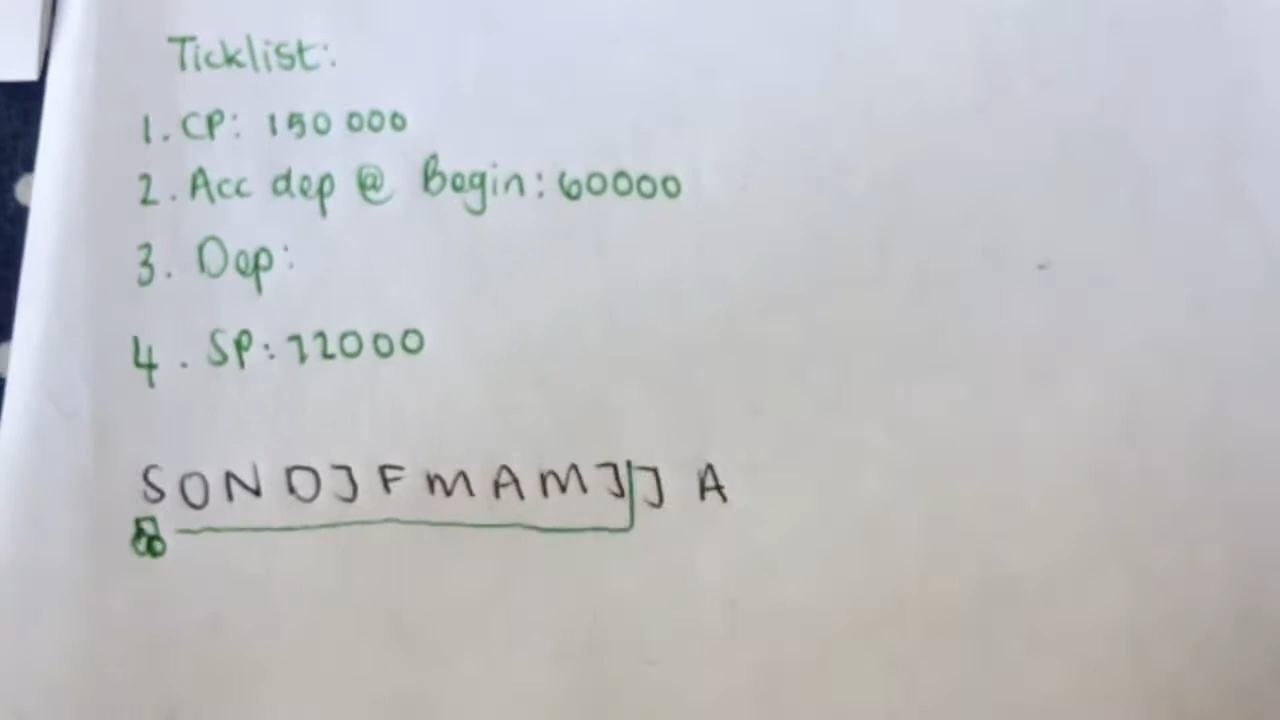 Ticklist:
1. CP: 150 000
2. Acc dep @ Begin: 60000
3. Dep:
4. SP: 72000
S O N D J F M A M J J A